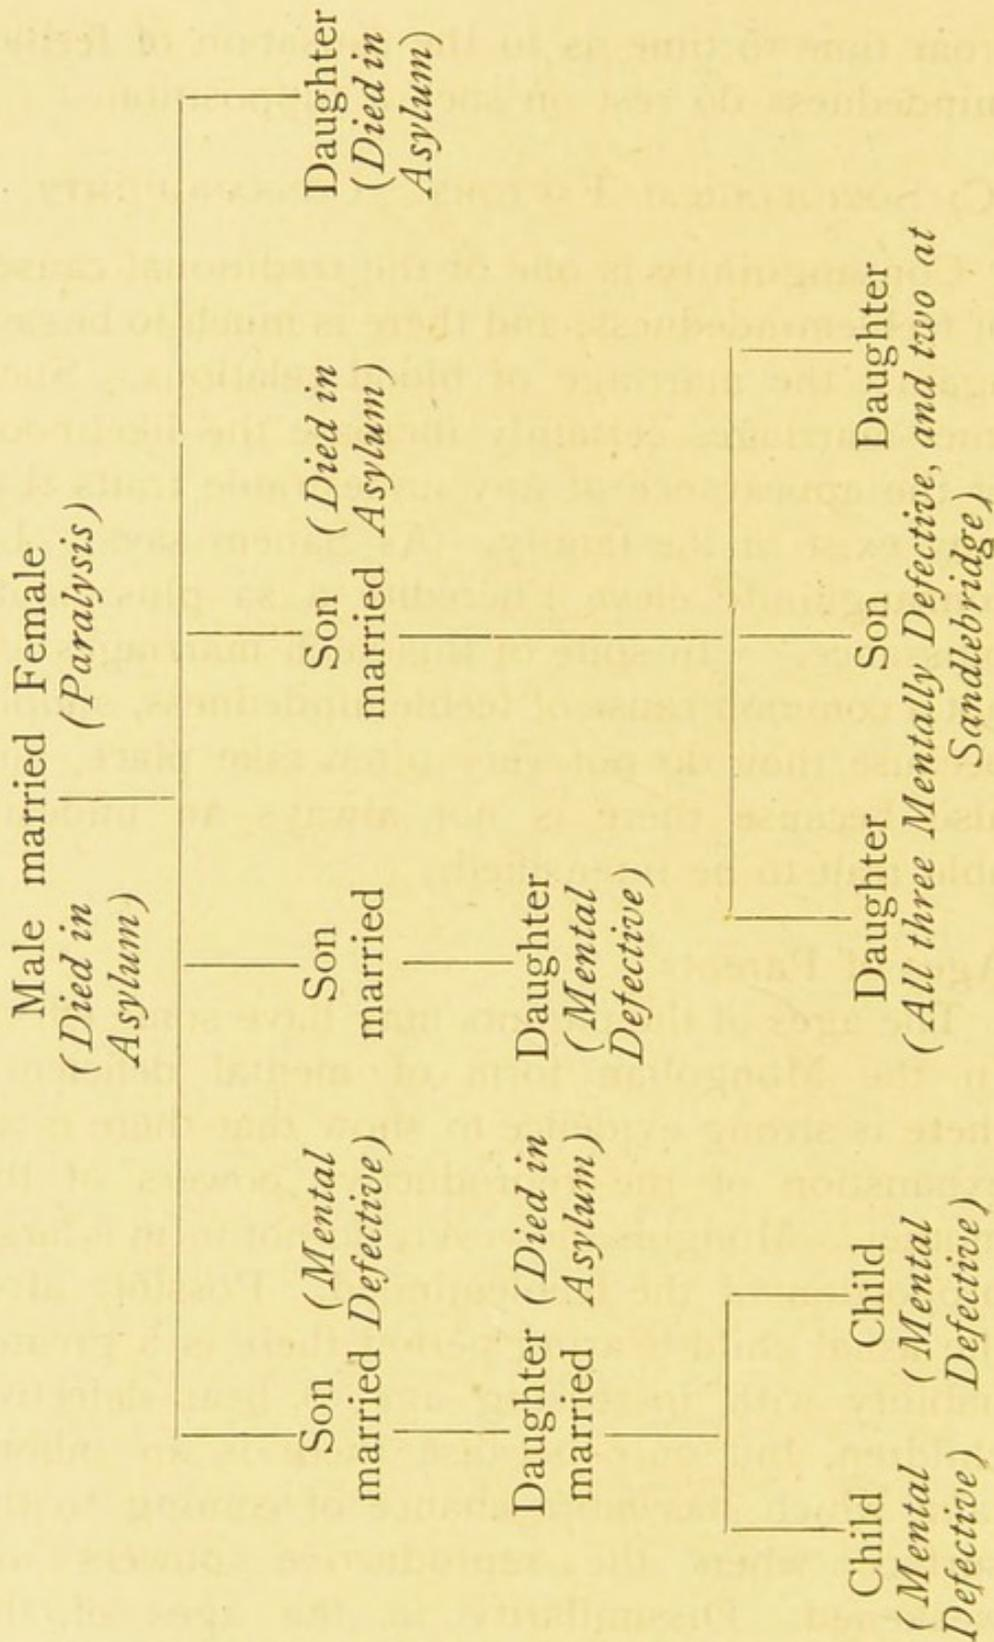 Male married Female
(Died in (Paralysis)
Asylum)
Son (Mental
married Defective)
Son
married
Son (Died in
married Asylum)
Daughter
(Died in
Asylum)
Daughter (Died in
married Asylum)
Daughter
(Mental
Defective)
Child
(Mental
Defective)
Child
(Mental
Defective)
Daughter Son Daughter
(All three Mentally Defective, and two at
Sandlebridge)